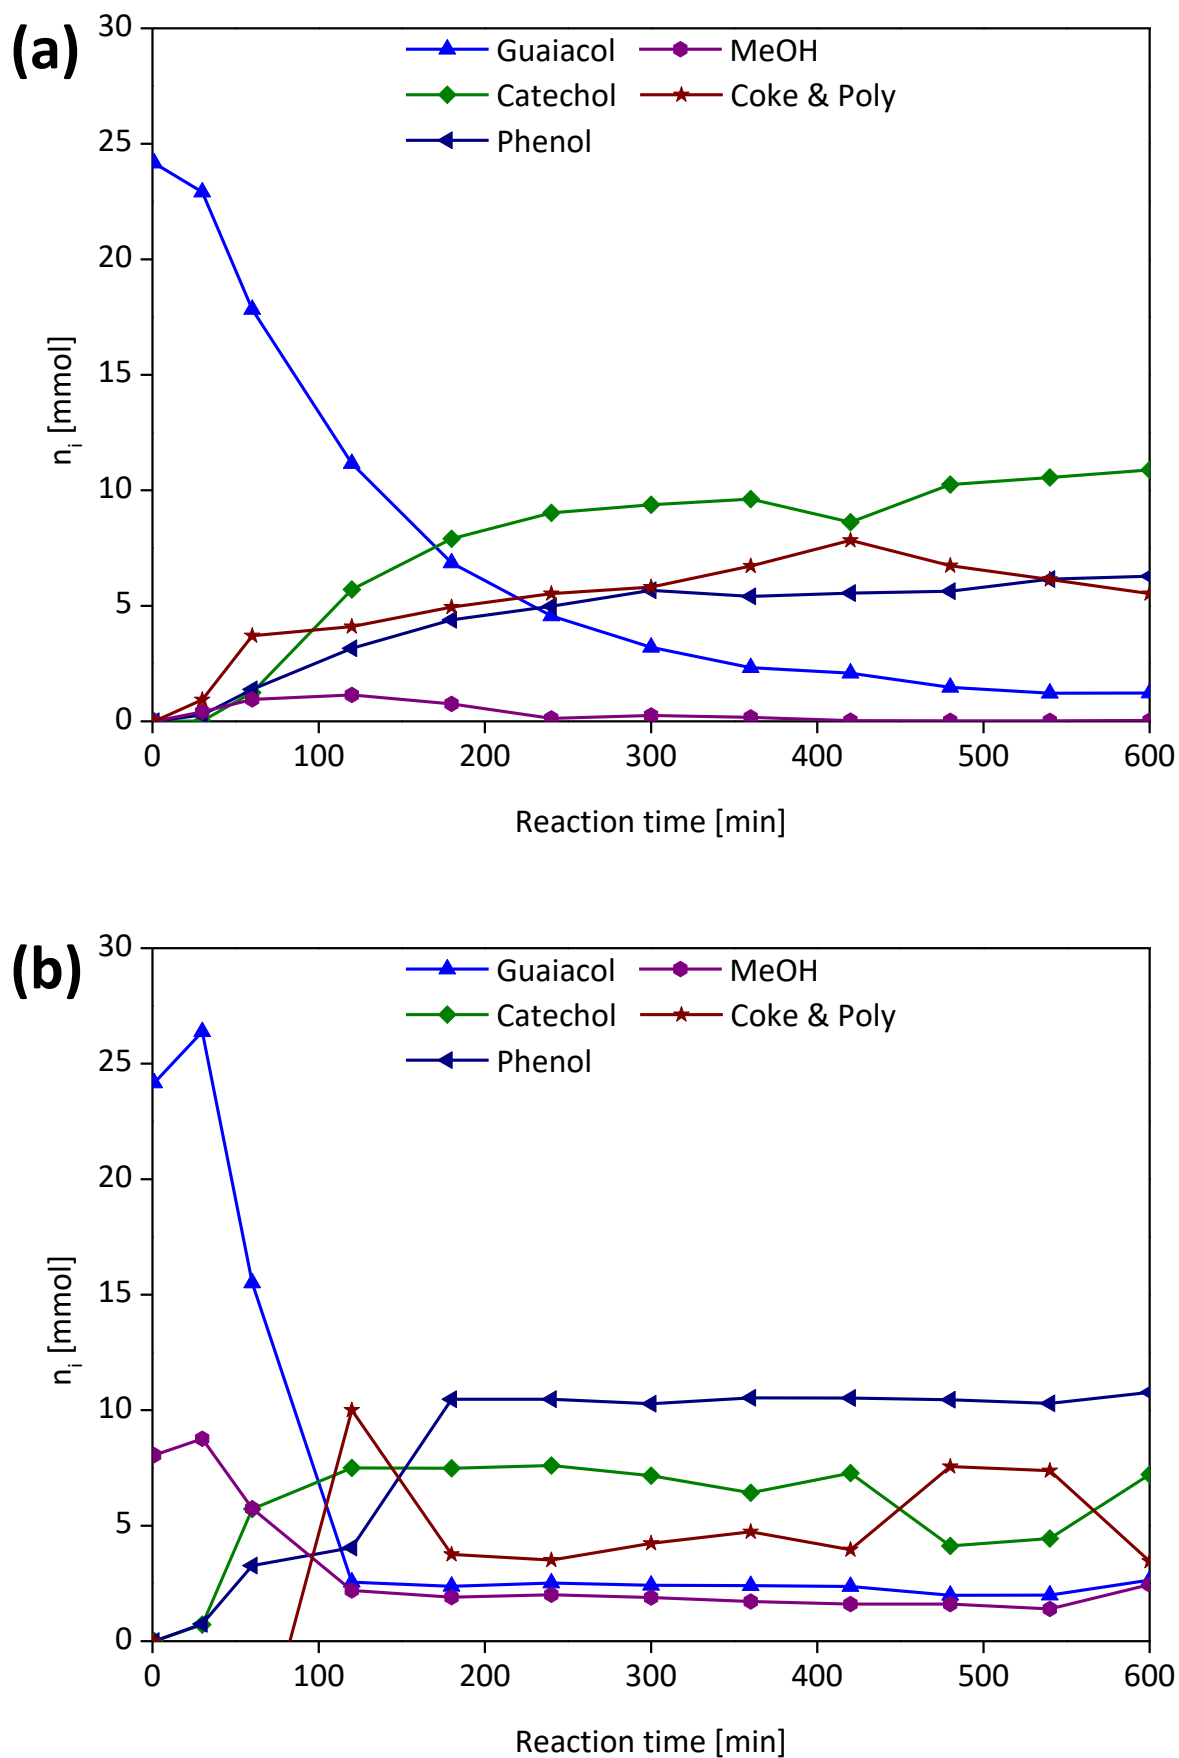 (a)
30
Guaiacol MeOH
Catechol Coke & Poly
Phenol
25
20
15
10
5
0
n_i [mmol]
0 100 200 300 400 500 600
Reaction time [min]
(b)
30
Guaiacol MeOH
Catechol Coke & Poly
Phenol
25
20
15
10
5
0
n_i [mmol]
0 100 200 300 400 500 600
Reaction time [min]